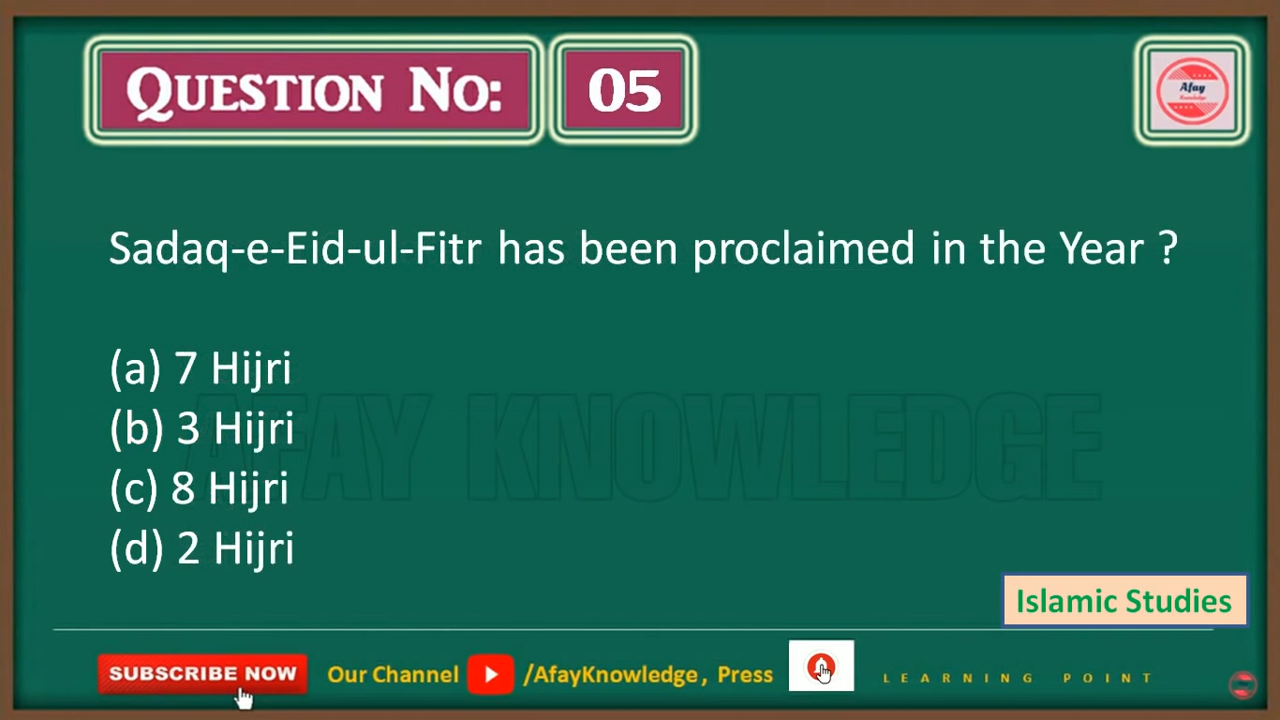 QUESTION NO: 05
Afay
Knowledge
Sadaq-e-Eid-ul-Fitr has been proclaimed in the Year ?
(a) 7 Hijri
(b) 3 Hijri
(c) 8 Hijri
(d) 2 Hijri
AFAY KNOWLEDGE
Islamic Studies
SUBSCRIBE NOW Our Channel /AfayKnowledge, Press LEARNING POINT